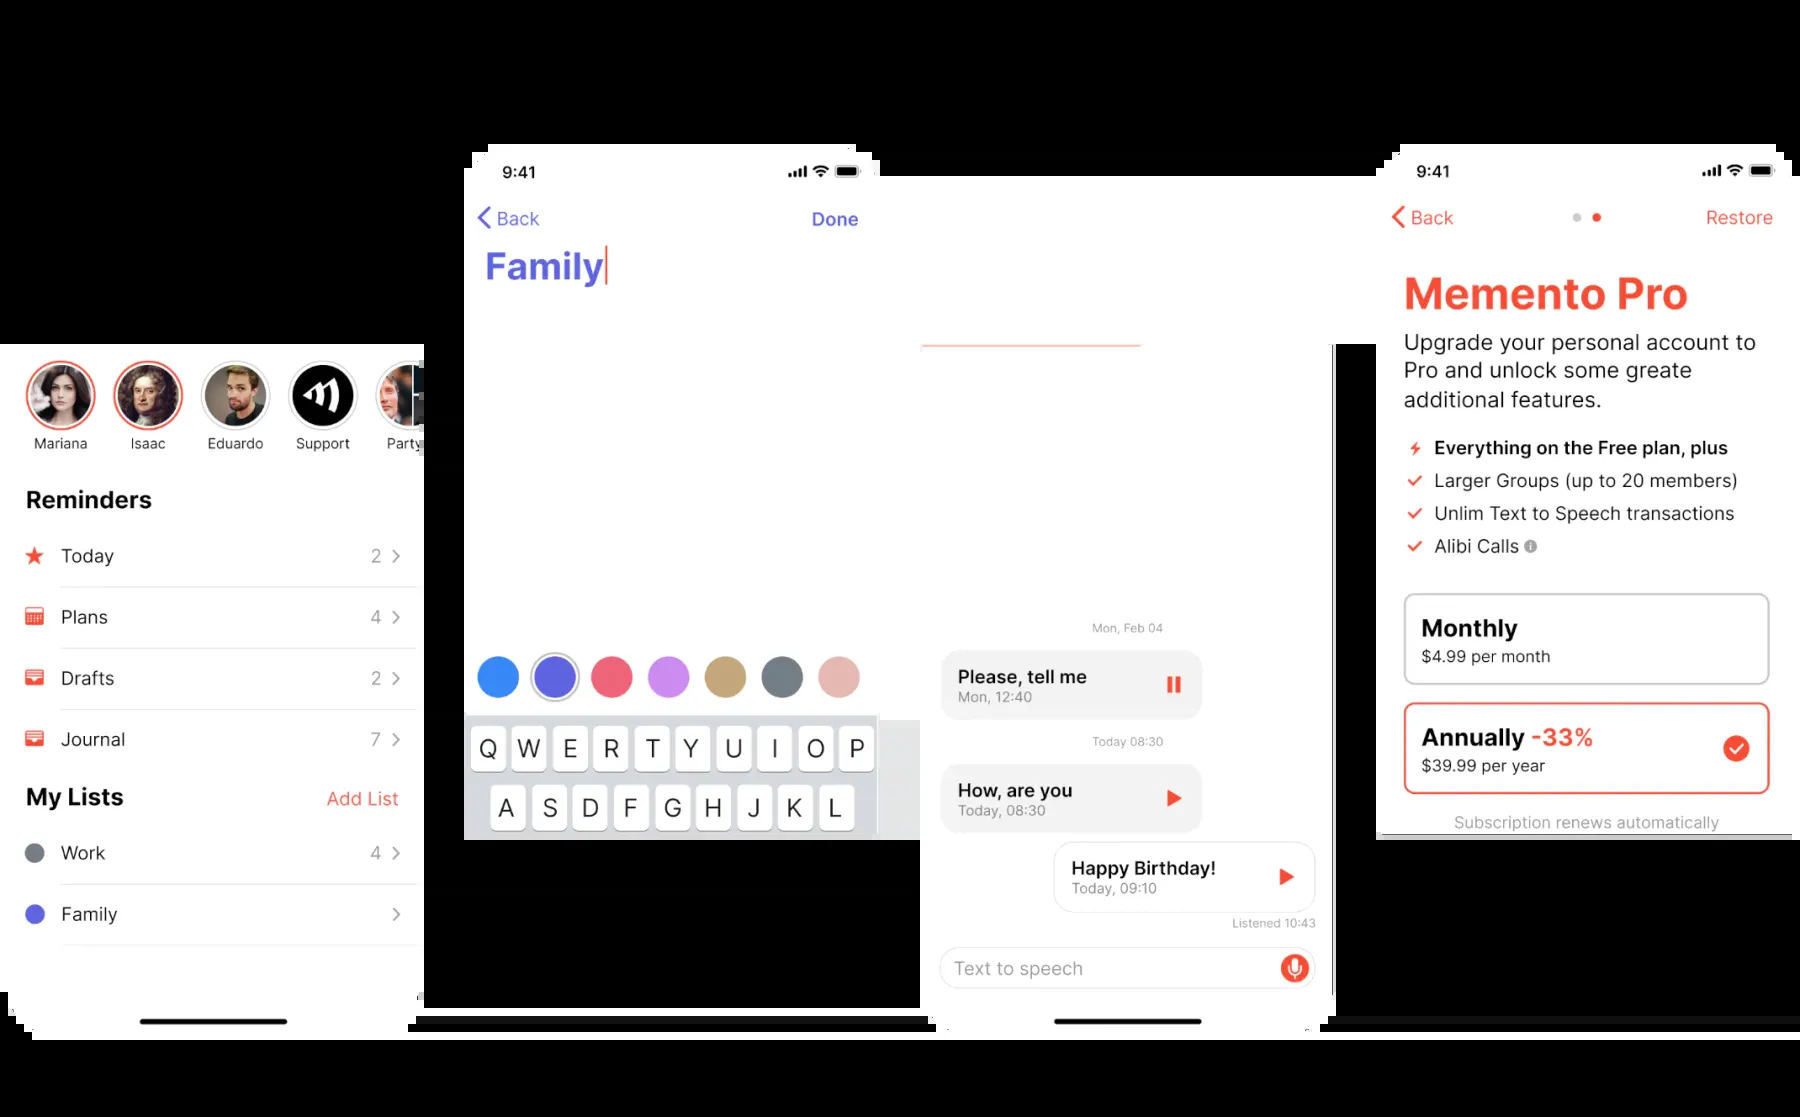 Mariana Isaac Eduardo Support Party
Reminders
Today 2
Plans 4
Drafts 2
Journal 7
My Lists Add List
Work 4
Family
9:41
Back Done
Family
Q W E R T Y U I O P
A S D F G H J K L
Mon, Feb 04
Please, tell me
Mon, 12:40
Today 08:30
How, are you
Today, 08:30
Happy Birthday!
Today, 09:10
Listened 10:43
Text to speech
9:41
Back Restore
Memento Pro
Upgrade your personal account to
Pro and unlock some greate
additional features.
Everything on the Free plan, plus
Larger Groups (up to 20 members)
Unlim Text to Speech transactions
Alibi Calls
Monthly
$4.99 per month
Annually -33%
$39.99 per year
Subscription renews automatically